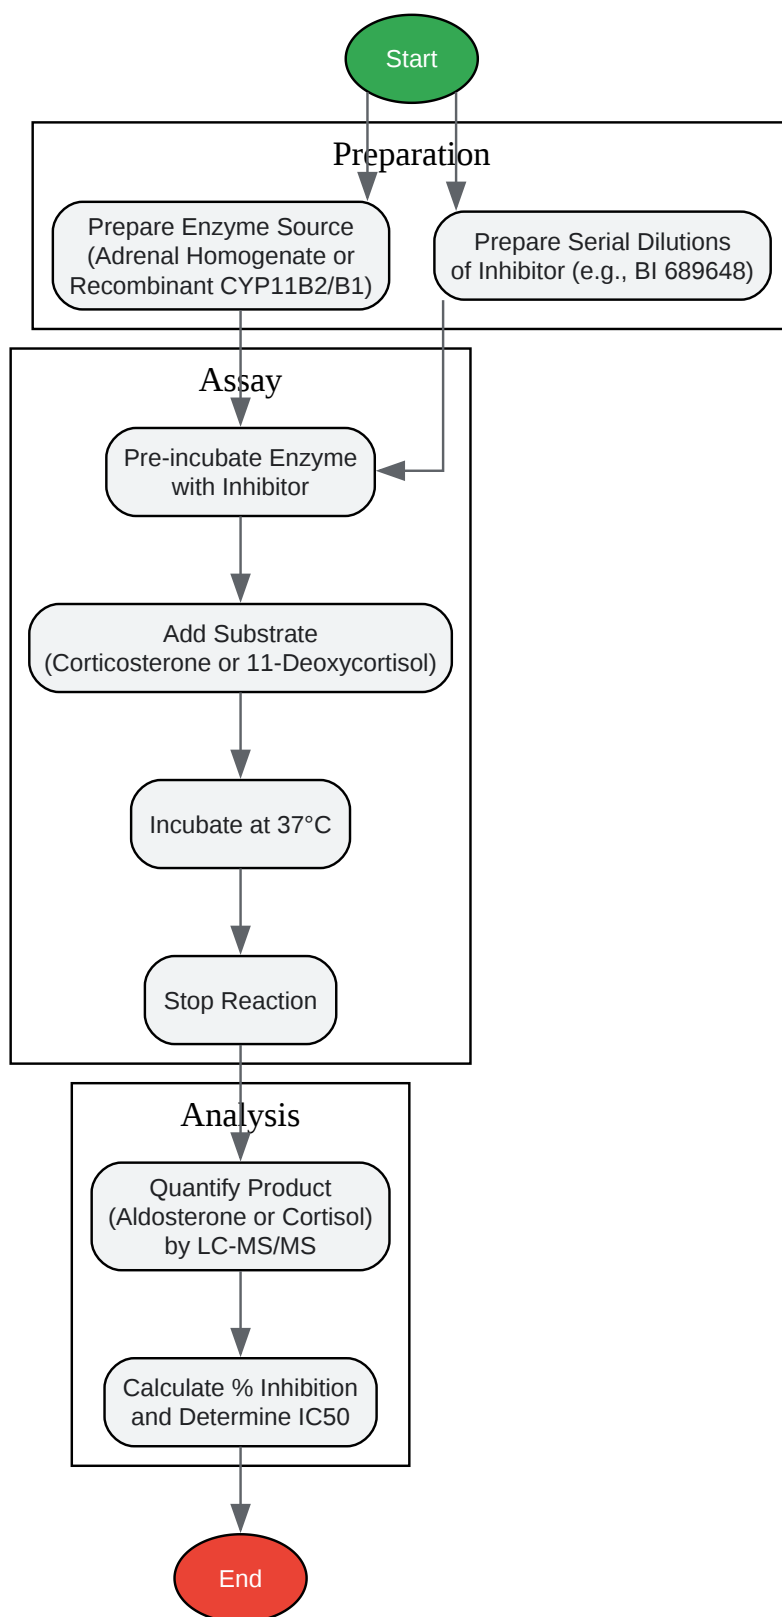 Start
Preparation
Prepare Enzyme Source
(Adrenal Homogenate or
Recombinant CYP11B2/B1)
Prepare Serial Dilutions
of Inhibitor (e.g., BI 689648)
Assay
Pre-incubate Enzyme
with Inhibitor
Add Substrate
(Corticosterone or 11-Deoxycortisol)
Incubate at 37°C
Stop Reaction
Analysis
Quantify Product
(Aldosterone or Cortisol)
by LC-MS/MS
Calculate % Inhibition
and Determine IC50
End